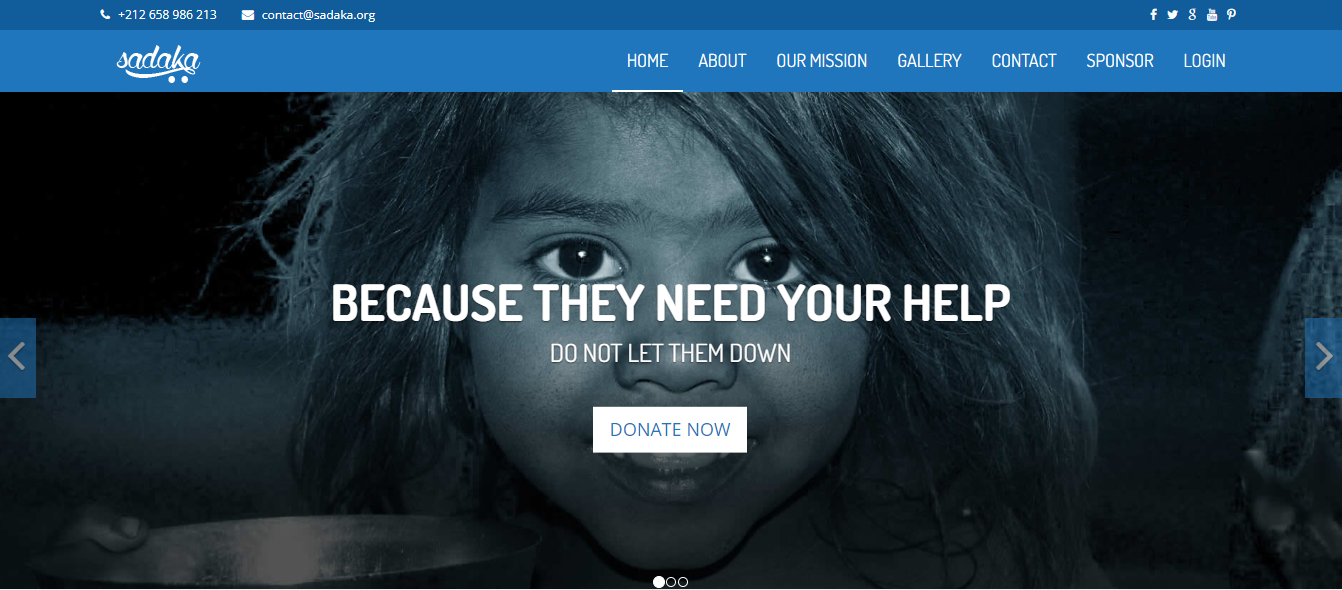 +212 658 986 213 contact@sadaka.org
sadaka
HOME ABOUT OUR MISSION GALLERY CONTACT SPONSOR LOGIN
BECAUSE THEY NEED YOUR HELP
DO NOT LET THEM DOWN
DONATE NOW